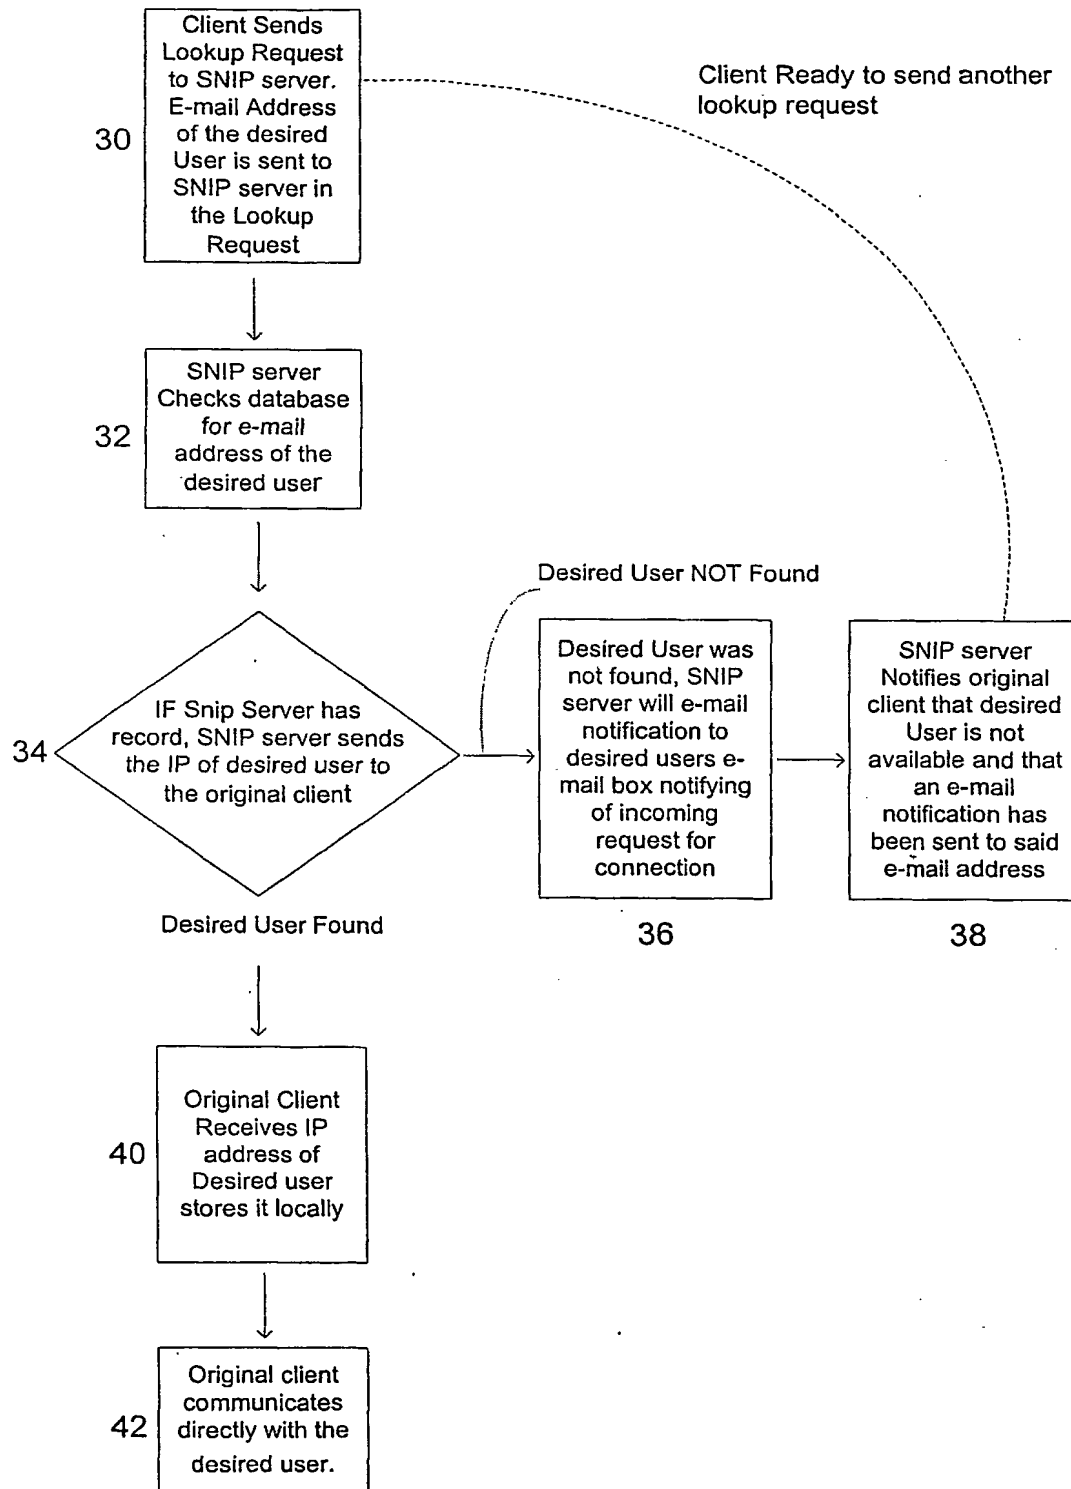 Client Sends
Lookup Request
to SNIP server.
E-mail Address
of the desired
User is sent to
SNIP server in
the Lookup
Request
30
Client Ready to send another
lookup request
SNIP server
Checks database
for e-mail
address of the
desired user
32
Desired User NOT Found
IF Snip Server has
record, SNIP server sends
the IP of desired user to
the original client
34
Desired User was
not found, SNIP
server will e-mail
notification to
desired users e-
mail box notifying
of incoming
request for
connection
36
SNIP server
Notifies original
client that desired
User is not
available and that
an e-mail
notification has
been sent to said
e-mail address
38
Desired User Found
Original Client
Receives IP
address of
Desired user
stores it locally
40
Original client
communicates
directly with the
desired user.
42